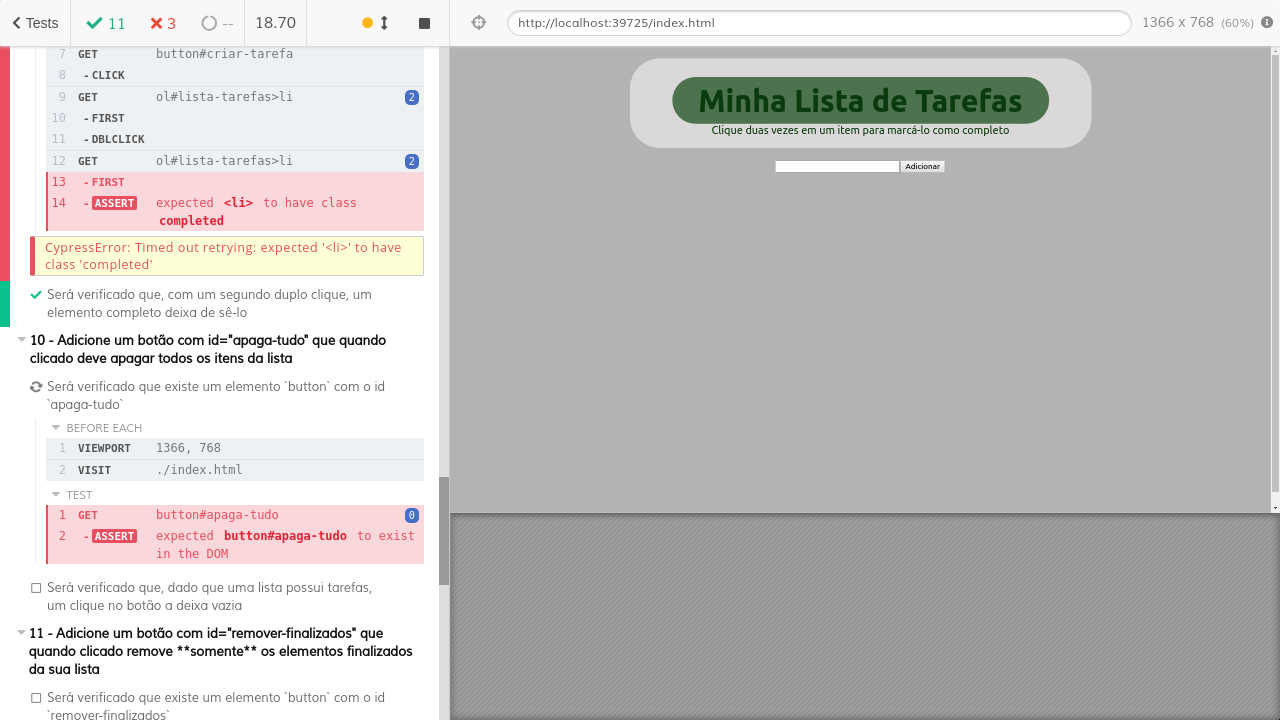 Tests 11 3 -- 18.70 http://localhost:39725/index.html 1366 x 768 (60%)
7 GET button#criar-tarefa
8 - CLICK
9 GET ol#lista-tarefas>li 2
10 - FIRST
11 - DBLCLICK
12 GET ol#lista-tarefas>li 2
13 - FIRST
14 - ASSERT expected <li> to have class
completed
CypressError: Timed out retrying: expected '<li>' to have
class 'completed'
Será verificado que, com um segundo duplo clique, um
elemento completo deixa de sê-lo
10 - Adicione um botão com id="apaga-tudo" que quando
clicado deve apagar todos os itens da lista
Será verificado que existe um elemento `button` com o id
`apaga-tudo`
BEFORE EACH
1 VIEWPORT 1366, 768
2 VISIT ./index.html
TEST
1 GET button#apaga-tudo 0
2 - ASSERT expected button#apaga-tudo to exist
in the DOM
Será verificado que, dado que uma lista possui tarefas,
um clique no botão a deixa vazia
11 - Adicione um botão com id="remover-finalizados" que
quando clicado remove **somente** os elementos finalizados
da sua lista
Será verificado que existe um elemento `button` com o id
`remover-finalizados`
Minha Lista de Tarefas
Clique duas vezes em um item para marcá-lo como completo
Adicionar